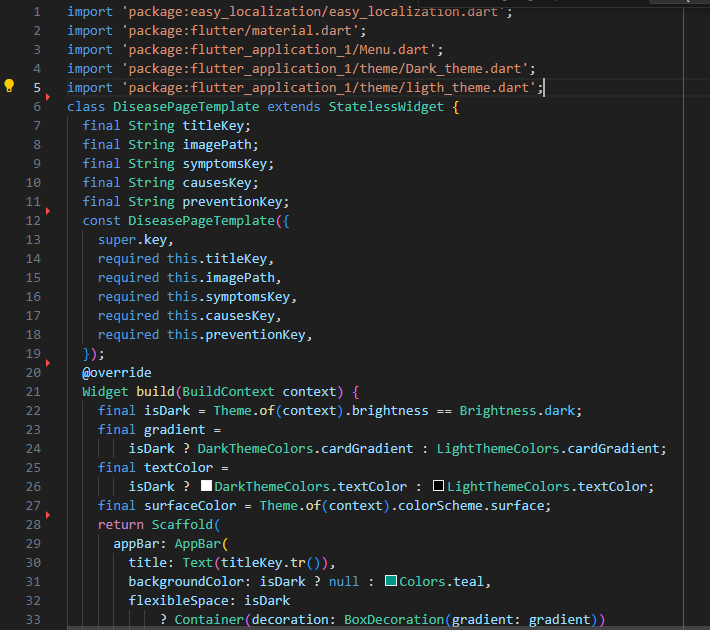 1 import 'package:easy_localization/easy_localization.dart';
2 import 'package:flutter/material.dart';
3 import 'package:flutter_application_1/Menu.dart';
4 import 'package:flutter_application_1/theme/Dark_theme.dart';
5 import 'package:flutter_application_1/theme/ligth_theme.dart';
6 class DiseasePageTemplate extends StatelessWidget {
7 final String titleKey;
8 final String imagePath;
9 final String symptomsKey;
10 final String causesKey;
11 final String preventionKey;
12 const DiseasePageTemplate({
13 super.key,
14 required this.titleKey,
15 required this.imagePath,
16 required this.symptomsKey,
17 required this.causesKey,
18 required this.preventionKey,
19 });
20 @override
21 Widget build(BuildContext context) {
22 final isDark = Theme.of(context).brightness == Brightness.dark;
23 final gradient =
24 isDark ? DarkThemeColors.cardGradient : LightThemeColors.cardGradient;
25 final textColor =
26 isDark ? DarkThemeColors.textColor : LightThemeColors.textColor;
27 final surfaceColor = Theme.of(context).colorScheme.surface;
28 return Scaffold(
29 appBar: AppBar(
30 title: Text(titleKey.tr()),
31 backgroundColor: isDark ? null : Colors.teal,
32 flexibleSpace: isDark
33 ? Container(decoration: BoxDecoration(gradient: gradient))